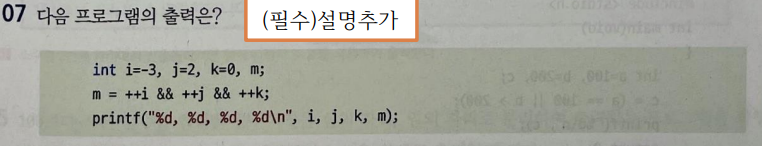 07 다음 프로그램의 출력은?
(필수)설명추가
int i=-3, j=2, k=0, m;
m = ++i && ++j && ++k;
printf("%d, %d, %d, %d\n", i, j, k, m);